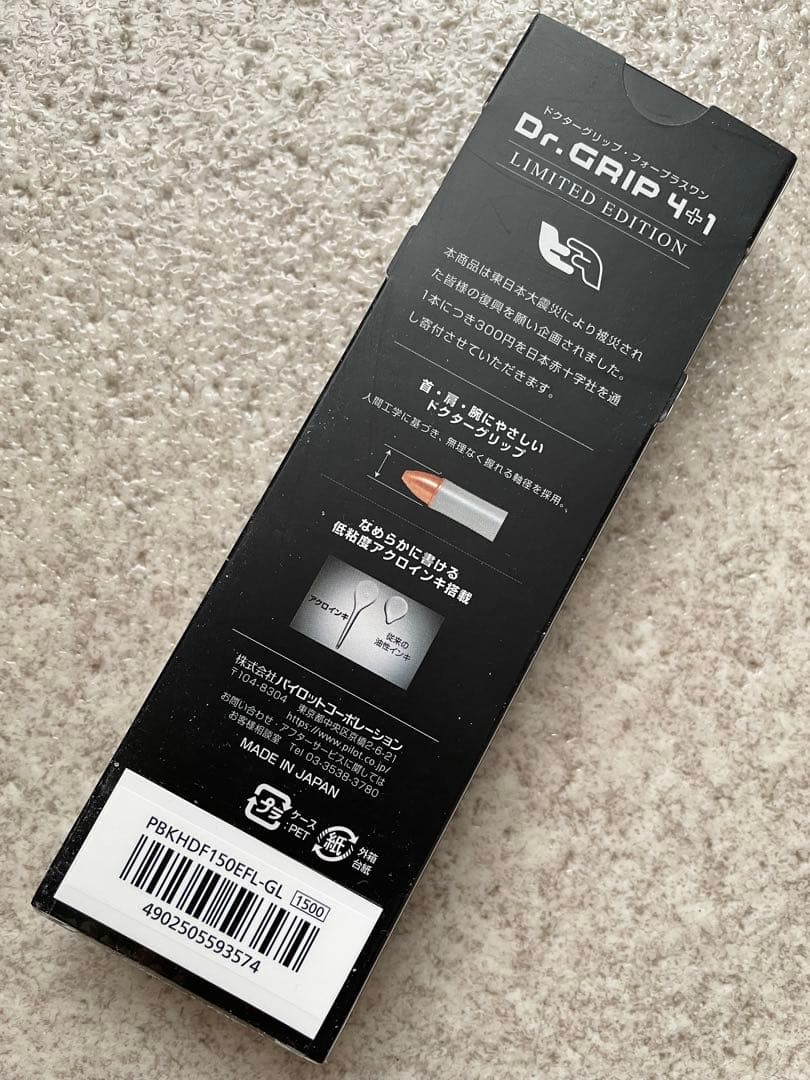 ドクターグリップ・フォープラスワン
Dr.GRIP 4+1
LIMITED EDITION
本商品は東日本大震災により被災され
た皆様の復興を願い企画されました。
1本につき300円を日本赤十字社を通
し寄付させていただきます。
首・肩・腕にやさしい
ドクターグリップ
人間工学に基づき、無理なく握れる軸径を採用。
なめらかに書ける
低粘度アクロインキ搭載
アクロインキ
従来の
油性インキ
株式会社パイロットコーポレーション
〒104-8304 東京都中央区京橋2-6-21
https://www.pilot.co.jp/
お問い合わせ・アフターサービスに関しては
お客様相談室 Tel 03-3538-3780
MADE IN JAPAN
プラ
ケース
:PET
紙
外箱
台紙
PBKHDF150EFL-GL 1500
4902505593574